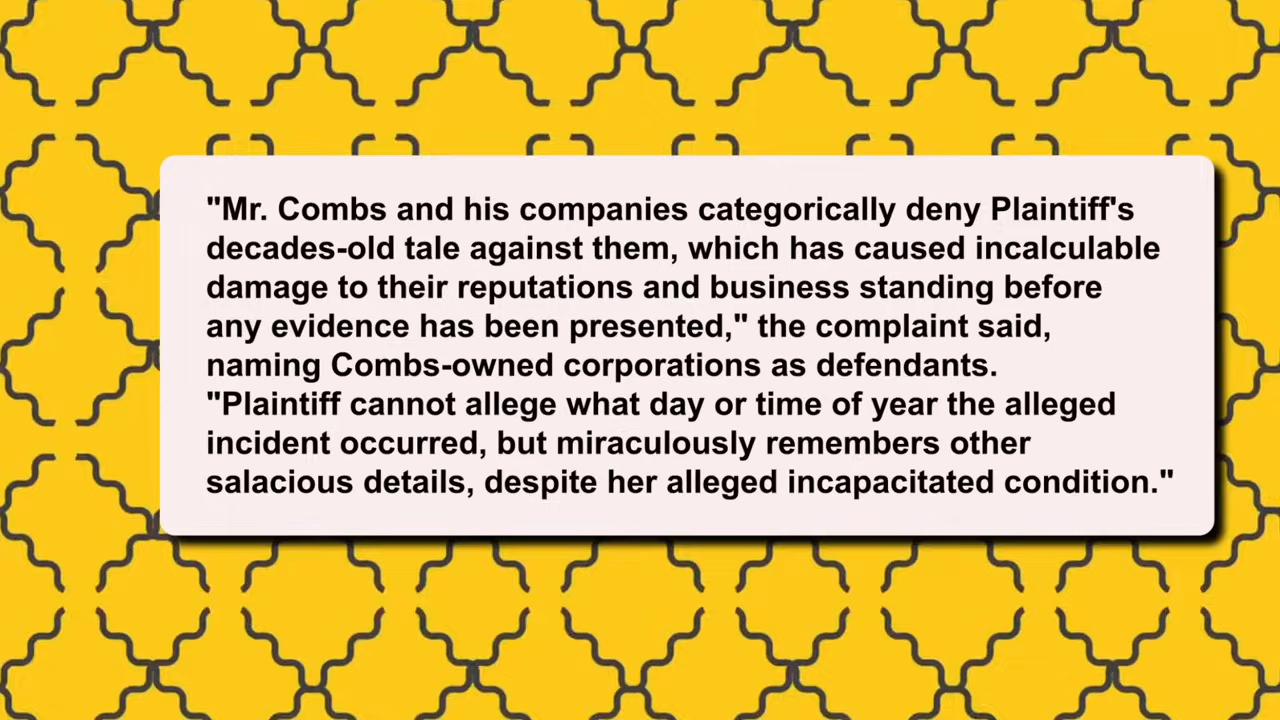 "Mr. Combs and his companies categorically deny Plaintiff's
decades-old tale against them, which has caused incalculable
damage to their reputations and business standing before
any evidence has been presented," the complaint said,
naming Combs-owned corporations as defendants.
"Plaintiff cannot allege what day or time of year the alleged
incident occurred, but miraculously remembers other
salacious details, despite her alleged incapacitated condition."